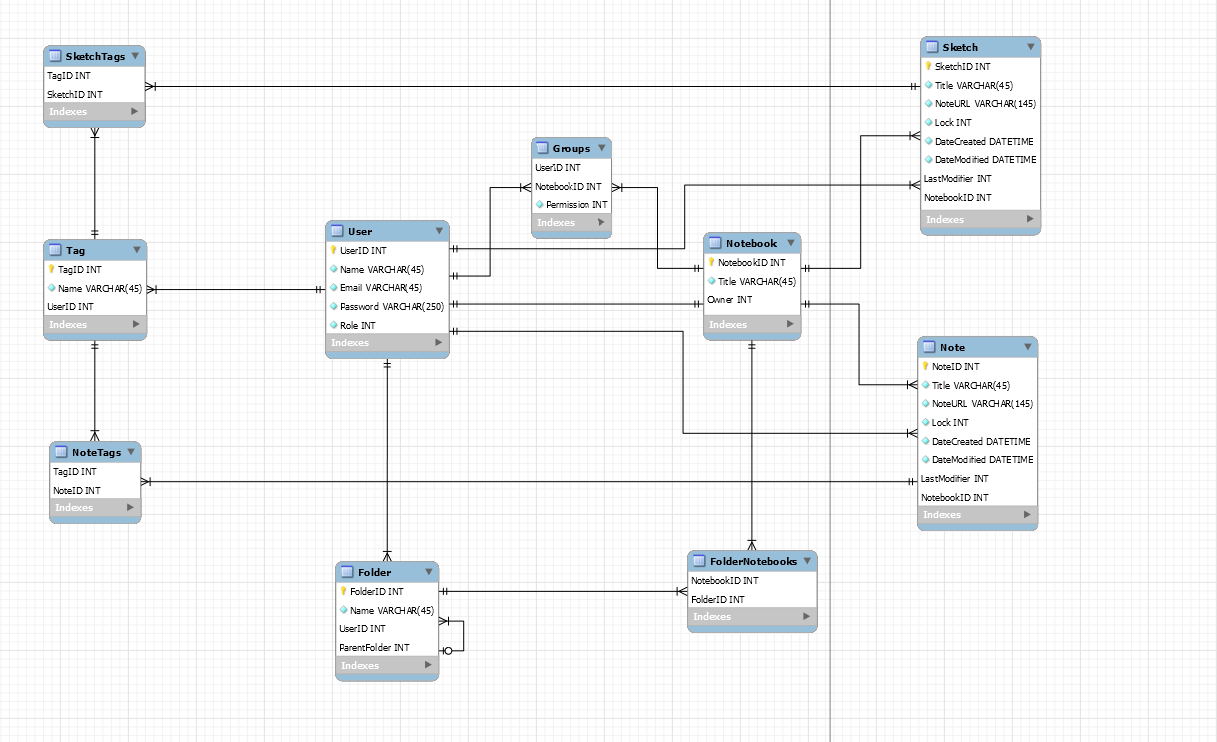 SketchTags
TagID INT
SketchID INT
Indexes
Sketch
SketchID INT
Title VARCHAR(45)
NoteURL VARCHAR(145)
Lock INT
DateCreated DATETIME
DateModified DATETIME
LastModifier INT
NotebookID INT
Indexes
Groups
UserID INT
NotebookID INT
Permission INT
Indexes
User
UserID INT
Name VARCHAR(45)
Email VARCHAR(45)
Password VARCHAR(250)
Role INT
Indexes
Notebook
NotebookID INT
Title VARCHAR(45)
Owner INT
Indexes
Tag
TagID INT
Name VARCHAR(45)
UserID INT
Indexes
Note
NoteID INT
Title VARCHAR(45)
NoteURL VARCHAR(145)
Lock INT
DateCreated DATETIME
DateModified DATETIME
LastModifier INT
NotebookID INT
Indexes
NoteTags
TagID INT
NoteID INT
Indexes
Folder
FolderID INT
Name VARCHAR(45)
UserID INT
ParentFolder INT
Indexes
FolderNotebooks
NotebookID INT
FolderID INT
Indexes